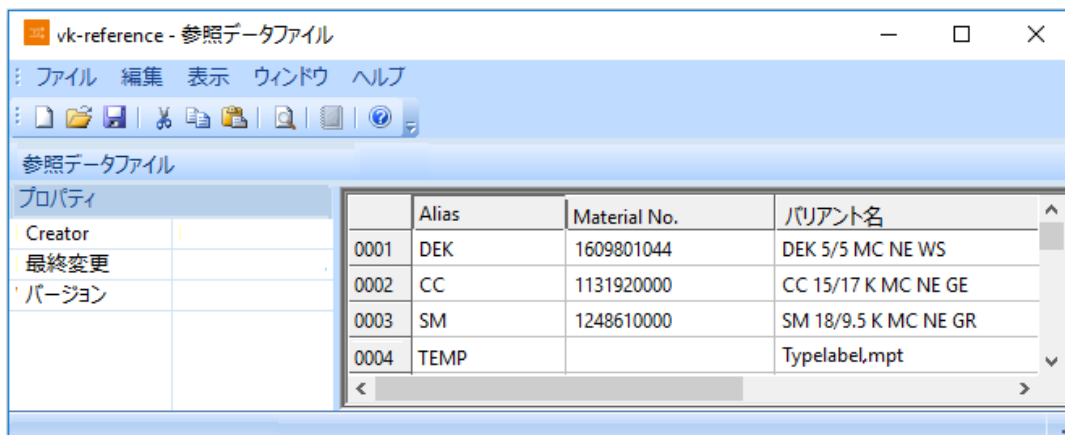 vk-reference - 参照データファイル
ファイル 編集 表示 ウィンドウ ヘルプ
参照データファイル
プロパティ
Creator
最終変更
バージョン
Alias Material No. バリアント名
0001 DEK 1609801044 DEK 5/5 MC NE WS
0002 CC 1131920000 CC 15/17 K MC NE GE
0003 SM 1248610000 SM 18/9.5 K MC NE GR
0004 TEMP Typelabel,mpt